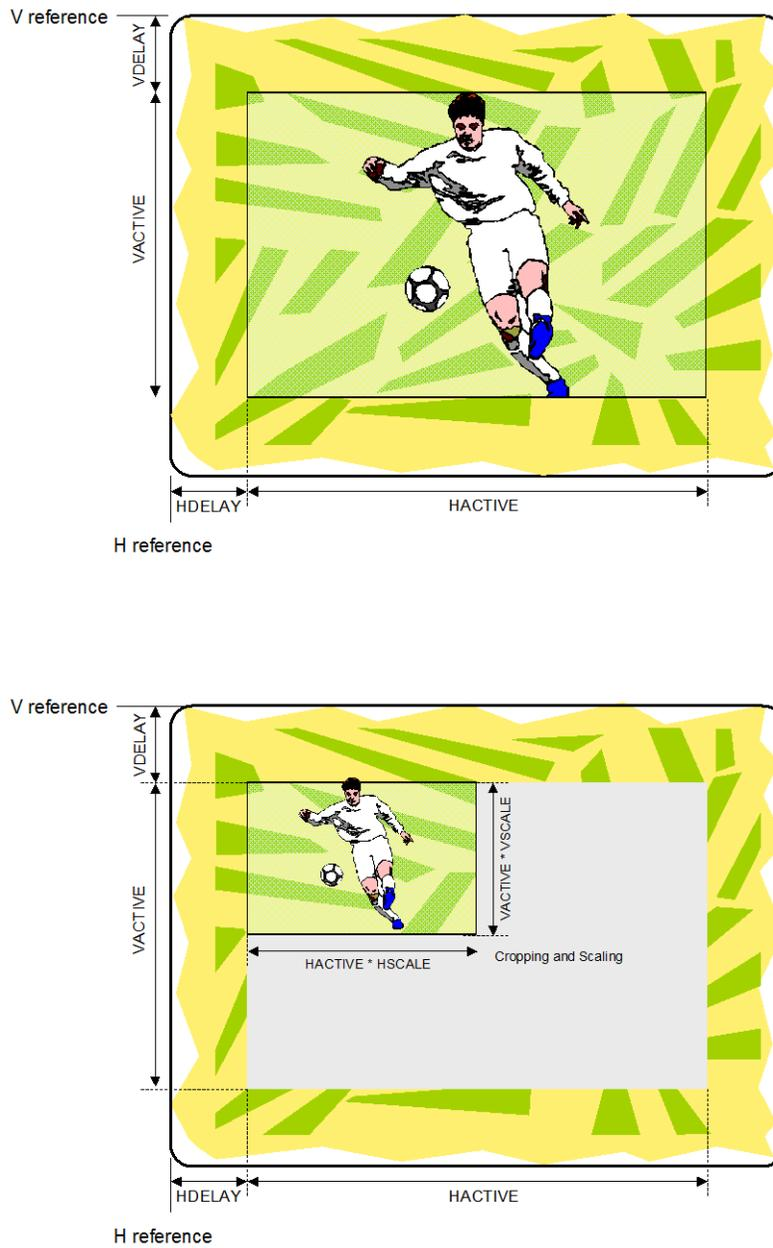 V reference
VDELAY
VACTIVE
HDELAY
HACTIVE
H reference
V reference
VDELAY
VACTIVE
VACTIVE * VSCALE
HACTIVE * HSCALE
Cropping and Scaling
HDELAY
HACTIVE
H reference